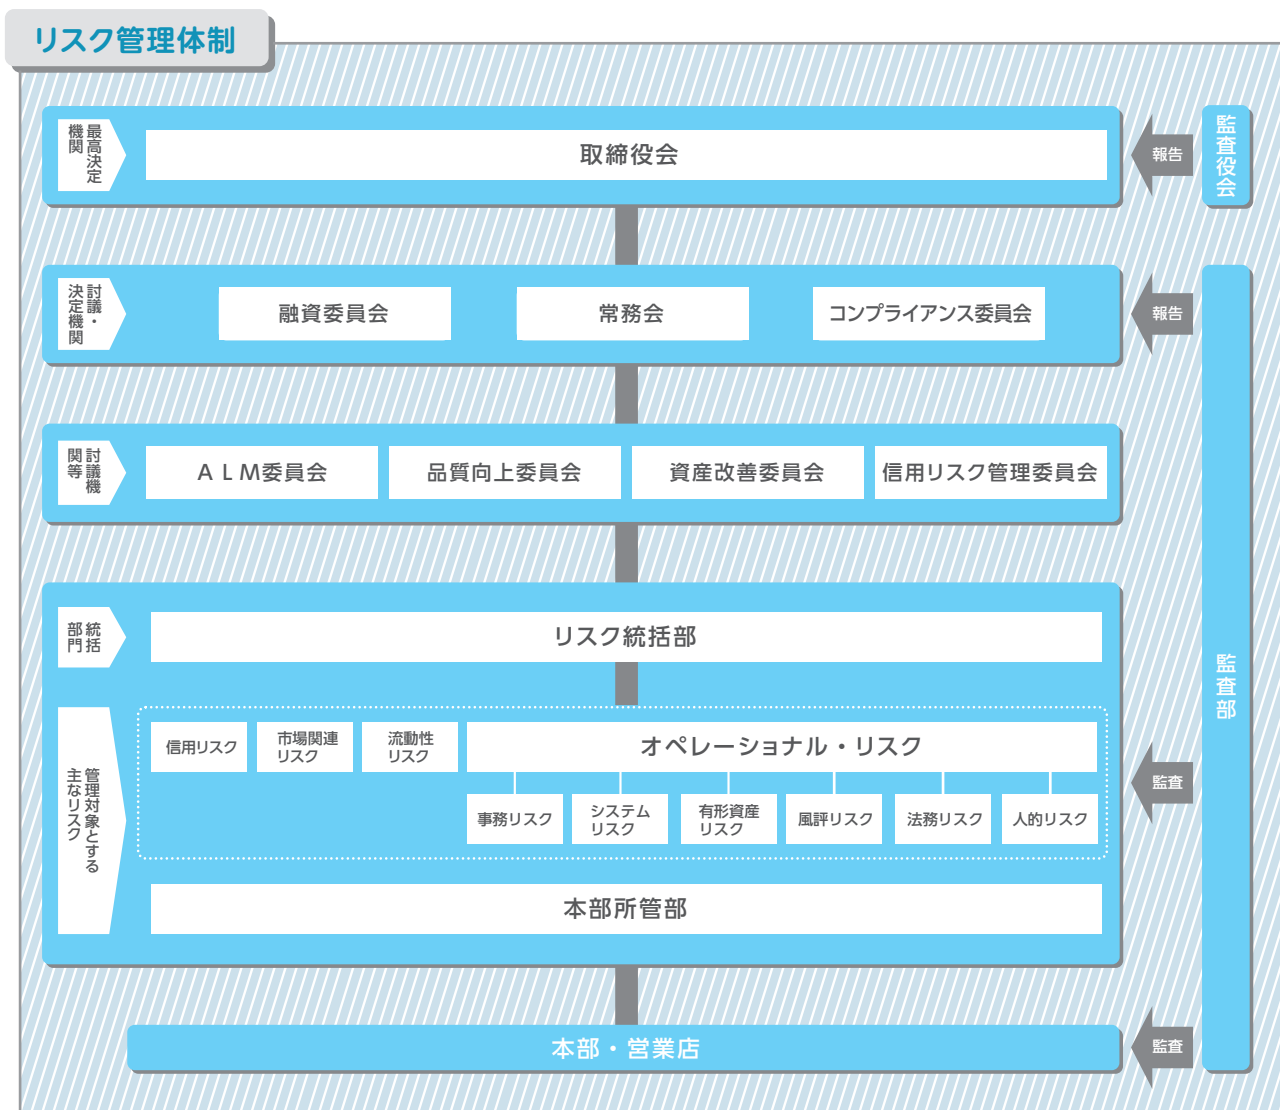 リスク管理体制
最高決定
機関
取締役会
報告
監査役会
討議・
決定機関
融資委員会
常務会
コンプライアンス委員会
報告
討議機
関等
ALM委員会
品質向上委員会
資産改善委員会
信用リスク管理委員会
統括
部門
リスク統括部
監査部
管理対象とする
主なリスク
信用リスク
市場関連
リスク
流動性
リスク
オペレーショナル・リスク
事務リスク
システム
リスク
有形資産
リスク
風評リスク
法務リスク
人的リスク
監査
本部所管部
本部・営業店
監査